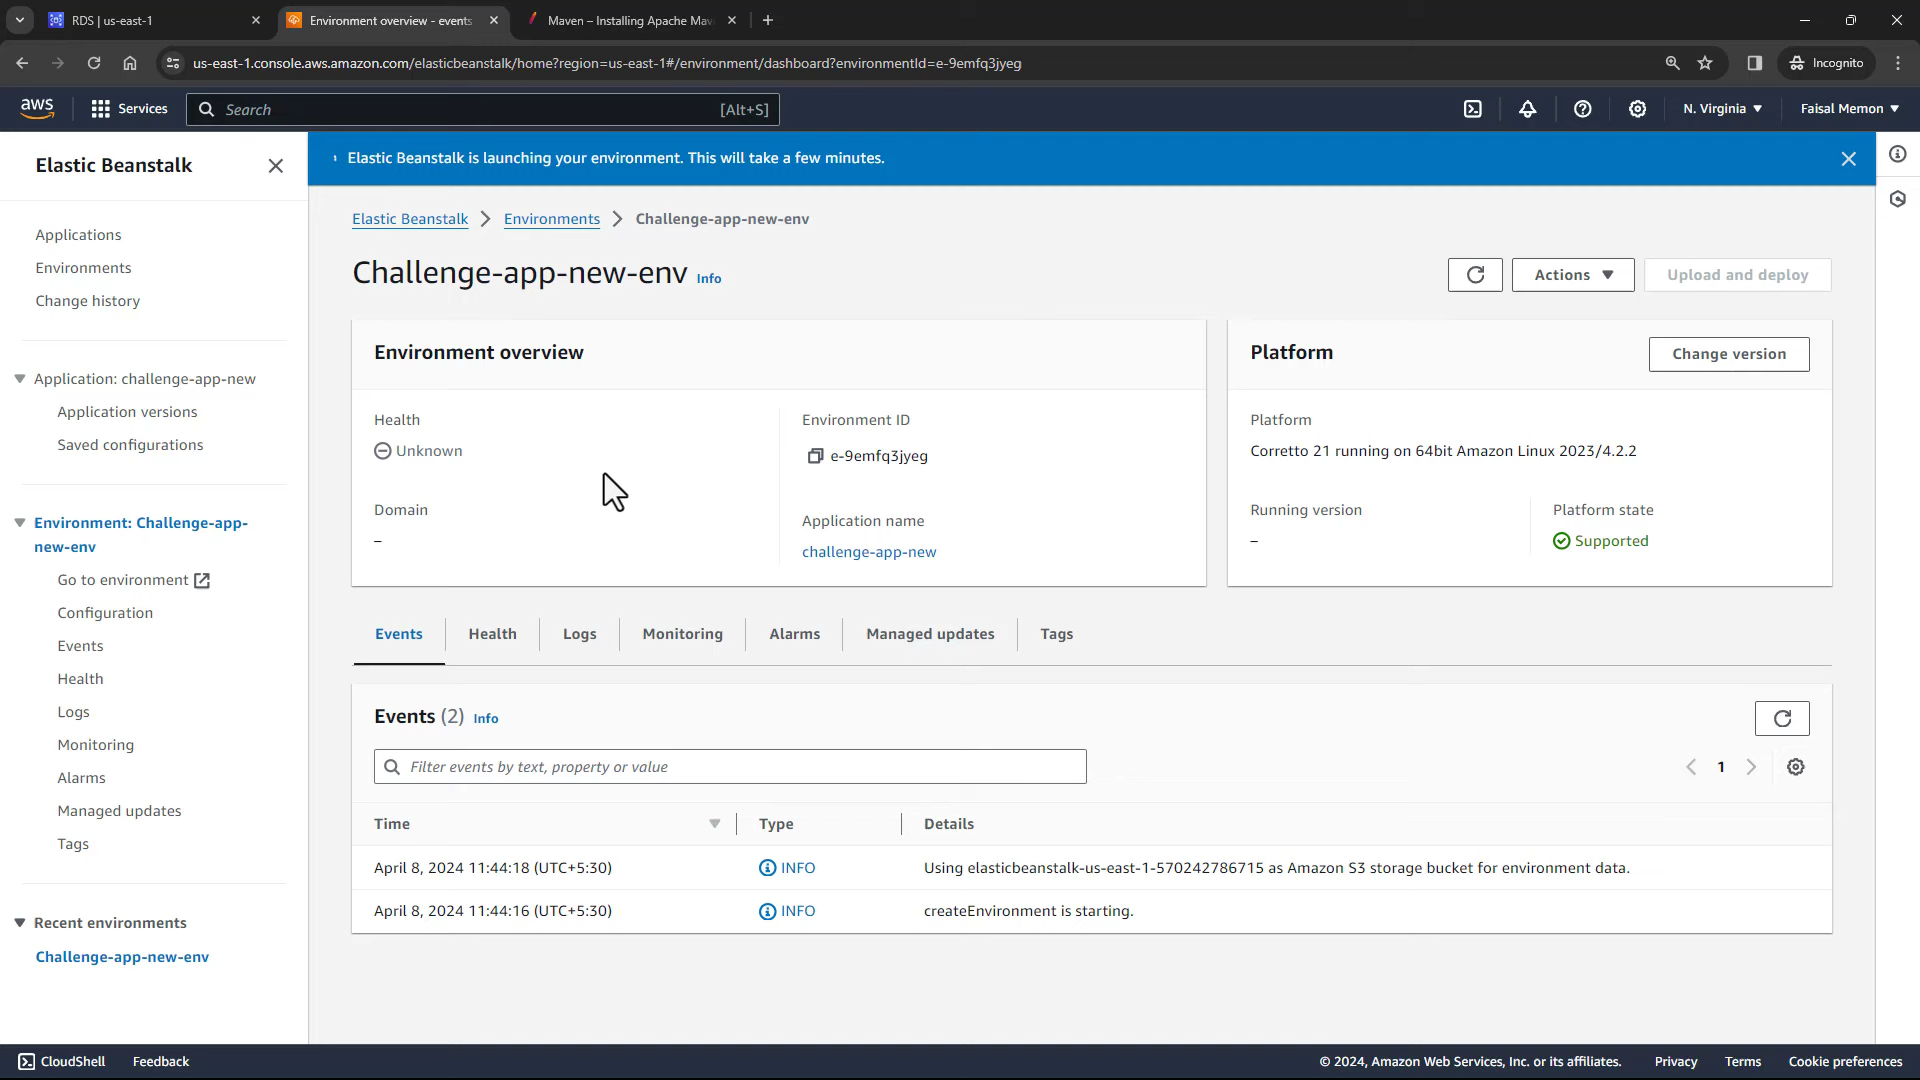 RDS | us-east-1
Environment overview - events
Maven – Installing Apache Mav
us-east-1.console.aws.amazon.com/elasticbeanstalk/home?region=us-east-1#/environment/dashboard?environmentId=e-9emfq3jyeg
Incognito
aws
Services
Search
[Alt+S]
N. Virginia
Faisal Memon
Elastic Beanstalk
Applications
Environments
Change history
Application: challenge-app-new
Application versions
Saved configurations
Environment: Challenge-app-
new-env
Go to environment
Configuration
Events
Health
Logs
Monitoring
Alarms
Managed updates
Tags
Recent environments
Challenge-app-new-env
Elastic Beanstalk is launching your environment. This will take a few minutes.
Elastic Beanstalk > Environments > Challenge-app-new-env
Challenge-app-new-env Info
Actions
Upload and deploy
Environment overview
Health
Unknown
Domain
–
Environment ID
e-9emfq3jyeg
Application name
challenge-app-new
Platform
Change version
Platform
Corretto 21 running on 64bit Amazon Linux 2023/4.2.2
Running version
–
Platform state
Supported
Events
Health
Logs
Monitoring
Alarms
Managed updates
Tags
Events (2) Info
Filter events by text, property or value
1
Time Type Details
April 8, 2024 11:44:18 (UTC+5:30) INFO Using elasticbeanstalk-us-east-1-570242786715 as Amazon S3 storage bucket for environment data.
April 8, 2024 11:44:16 (UTC+5:30) INFO createEnvironment is starting.
CloudShell
Feedback
© 2024, Amazon Web Services, Inc. or its affiliates.
Privacy
Terms
Cookie preferences